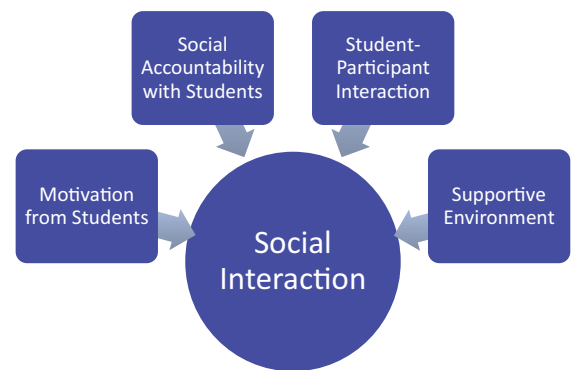 Motivation
from Students
Social
Accountability
with Students
Student-
Participant
Interaction
Supportive
Environment
Social
Interaction